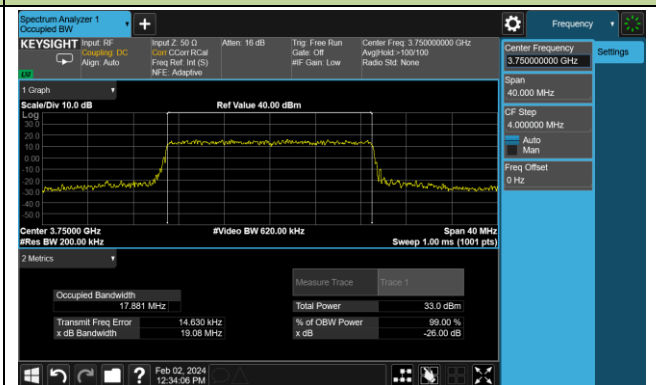 Spectrum Analyzer 1
Occupied BW
+
Frequency
KEYSIGHT
Input: RF
Coupling: DC
Align: Auto
Input Z: 50 Ω
Corr CCorr RCal
Freq Ref: Int (S)
NFE: Adaptive
Atten: 16 dB
Trig: Free Run
Gate: Off
#IF Gain: Low
Center Freq: 3.750000000 GHz
Avg|Hold:>100/100
Radio Std: None
Center Frequency
3.750000000 GHz
Settings
Span
40.000 MHz
CF Step
4.000000 MHz
Auto
Man
Freq Offset
0 Hz
1 Graph
Scale/Div 10.0 dB
Ref Value 40.00 dBm
Log
30.0
20.0
10.0
0.00
-10.0
-20.0
-30.0
-40.0
-50.0
Center 3.75000 GHz
#Video BW 620.00 kHz
Span 40 MHz
#Res BW 200.00 kHz
Sweep 1.00 ms (1001 pts)
2 Metrics
Measure Trace
Trace 1
Occupied Bandwidth
17.881 MHz
Total Power
33.0 dBm
Transmit Freq Error
14.630 kHz
% of OBW Power
99.00 %
x dB Bandwidth
19.08 MHz
x dB
-26.00 dB
?
Feb 02, 2024
12:34:06 PM